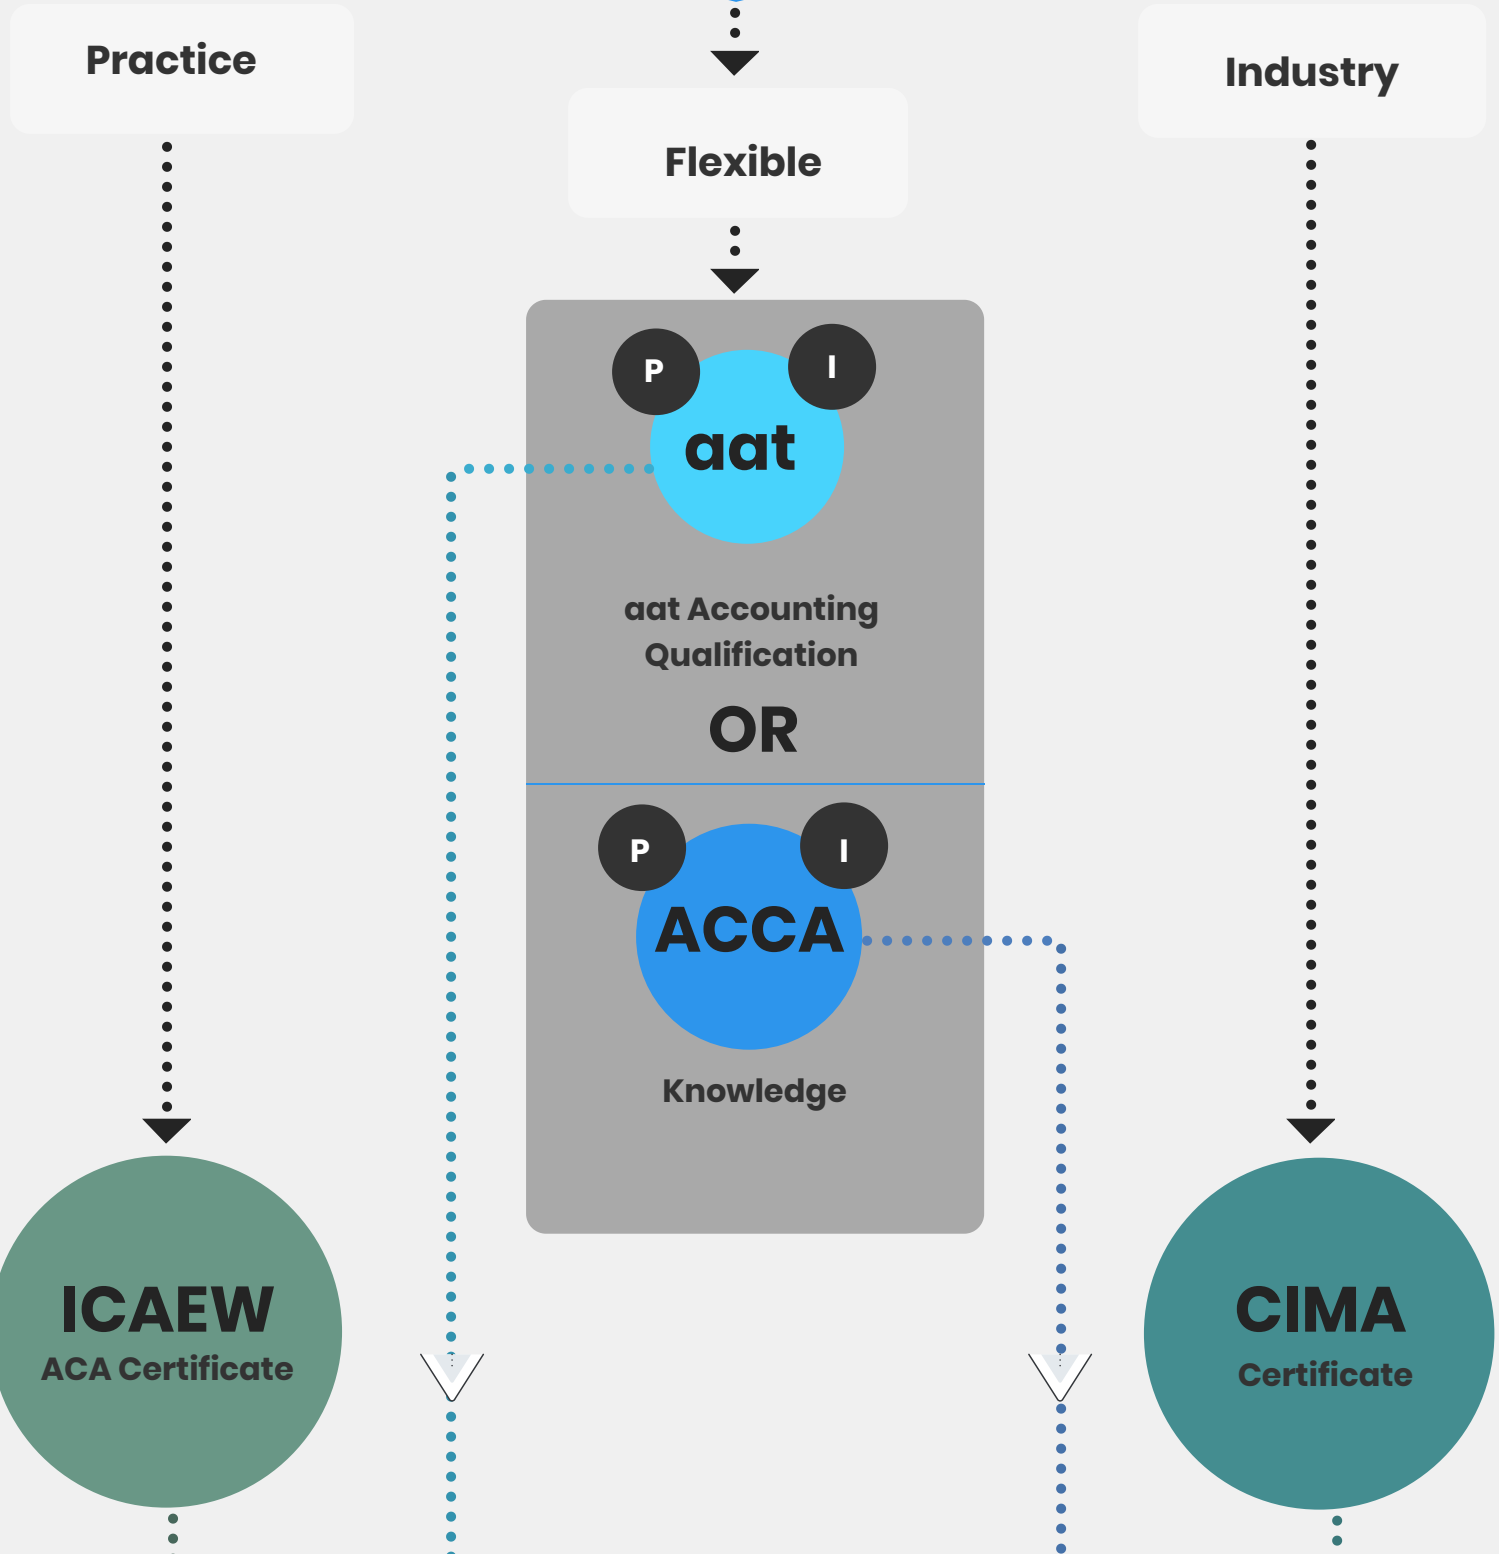 Practice
Industry
Flexible
P
I
aat
aat Accounting
Qualification
OR
P
I
ACCA
Knowledge
ICAEW
ACA Certificate
CIMA
Certificate